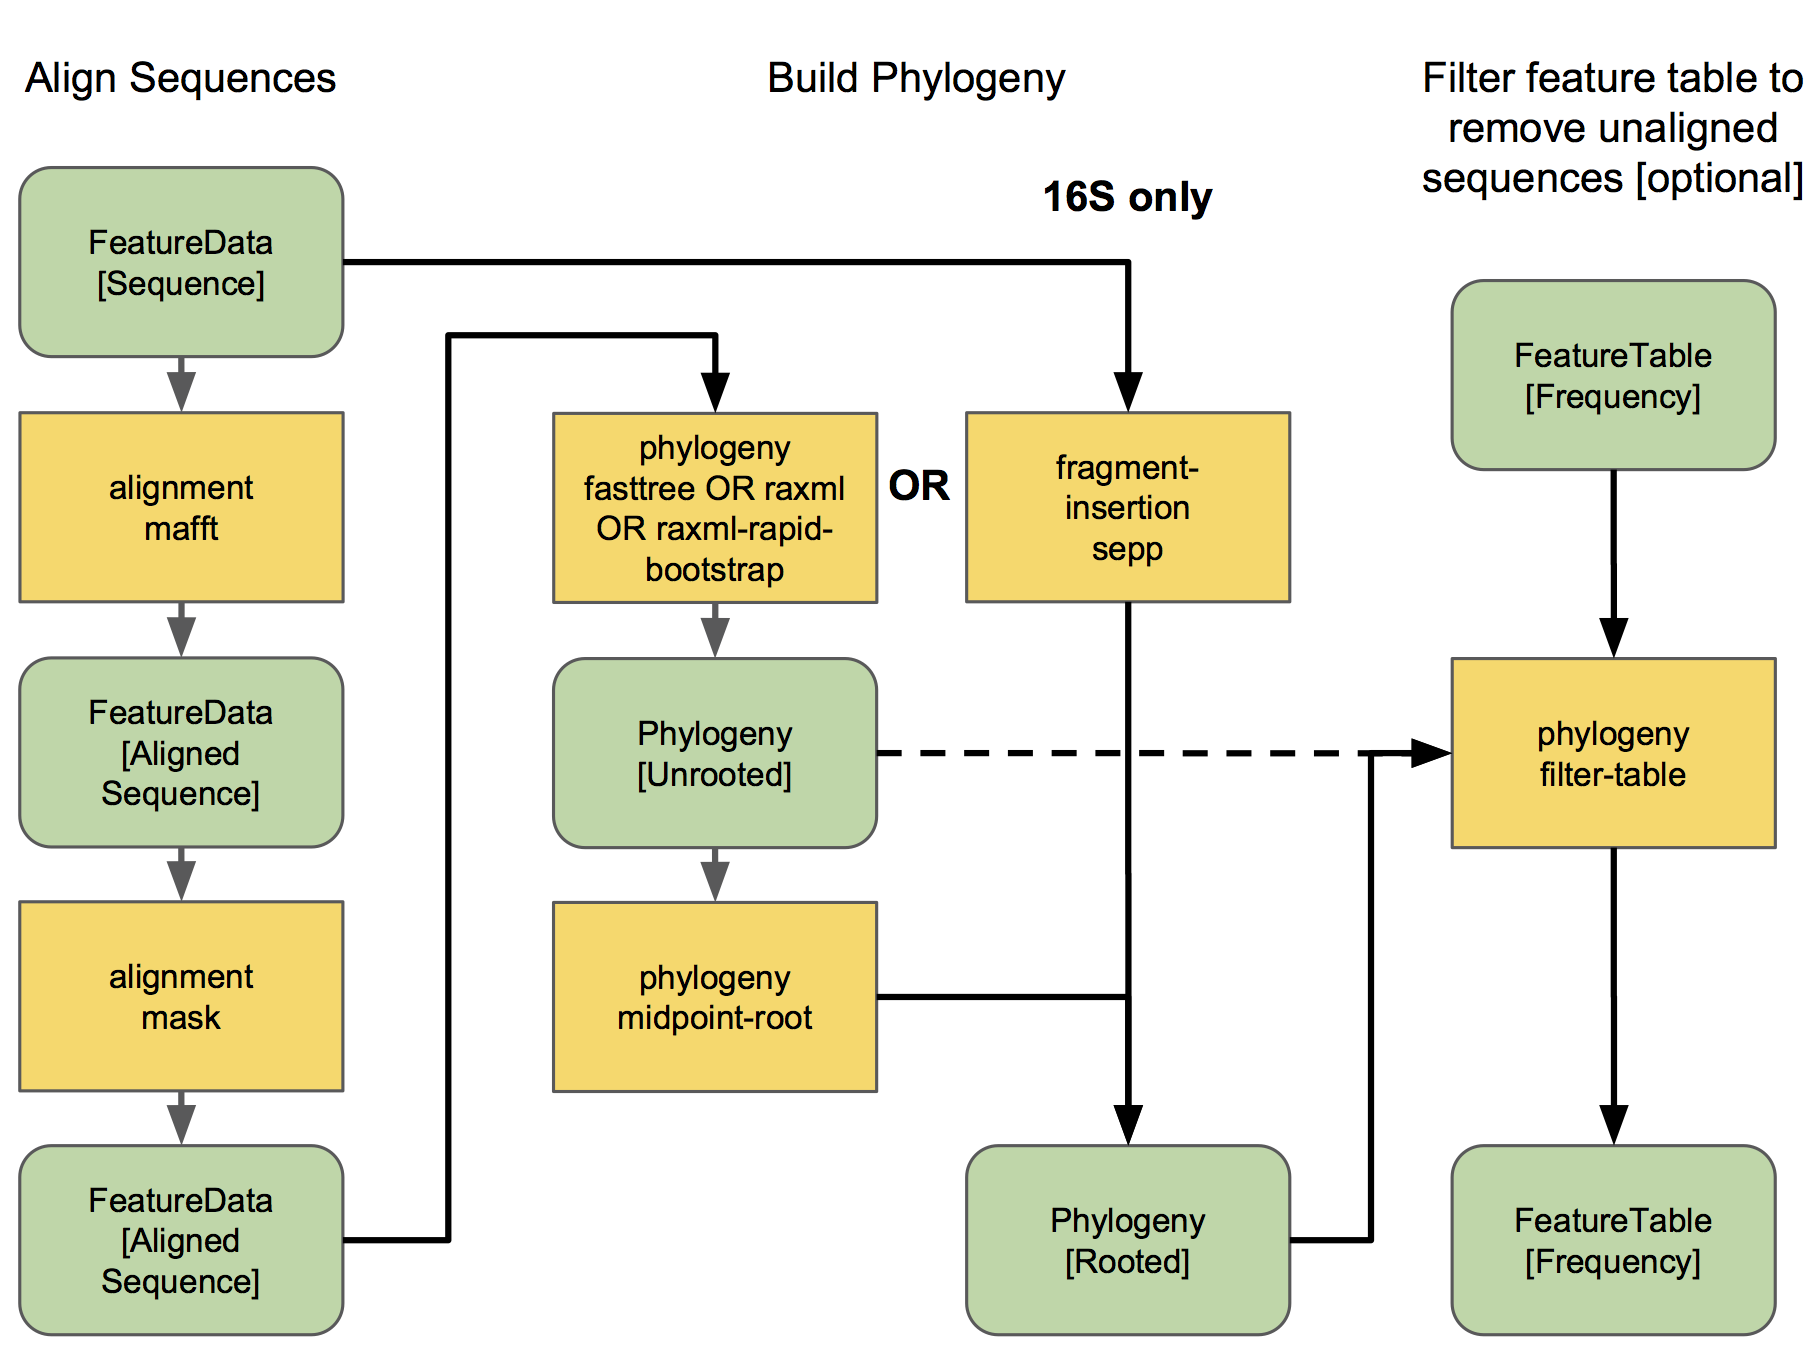 Align Sequences
Build Phylogeny
Filter feature table to
remove unaligned
sequences [optional]
16S only
FeatureData
[Sequence]
alignment
mafft
FeatureData
[Aligned
Sequence]
alignment
mask
FeatureData
[Aligned
Sequence]
phylogeny
fasttree OR raxml
OR raxml-rapid-
bootstrap
OR
fragment-
insertion
sepp
Phylogeny
[Unrooted]
phylogeny
midpoint-root
Phylogeny
[Rooted]
FeatureTable
[Frequency]
phylogeny
filter-table
FeatureTable
[Frequency]